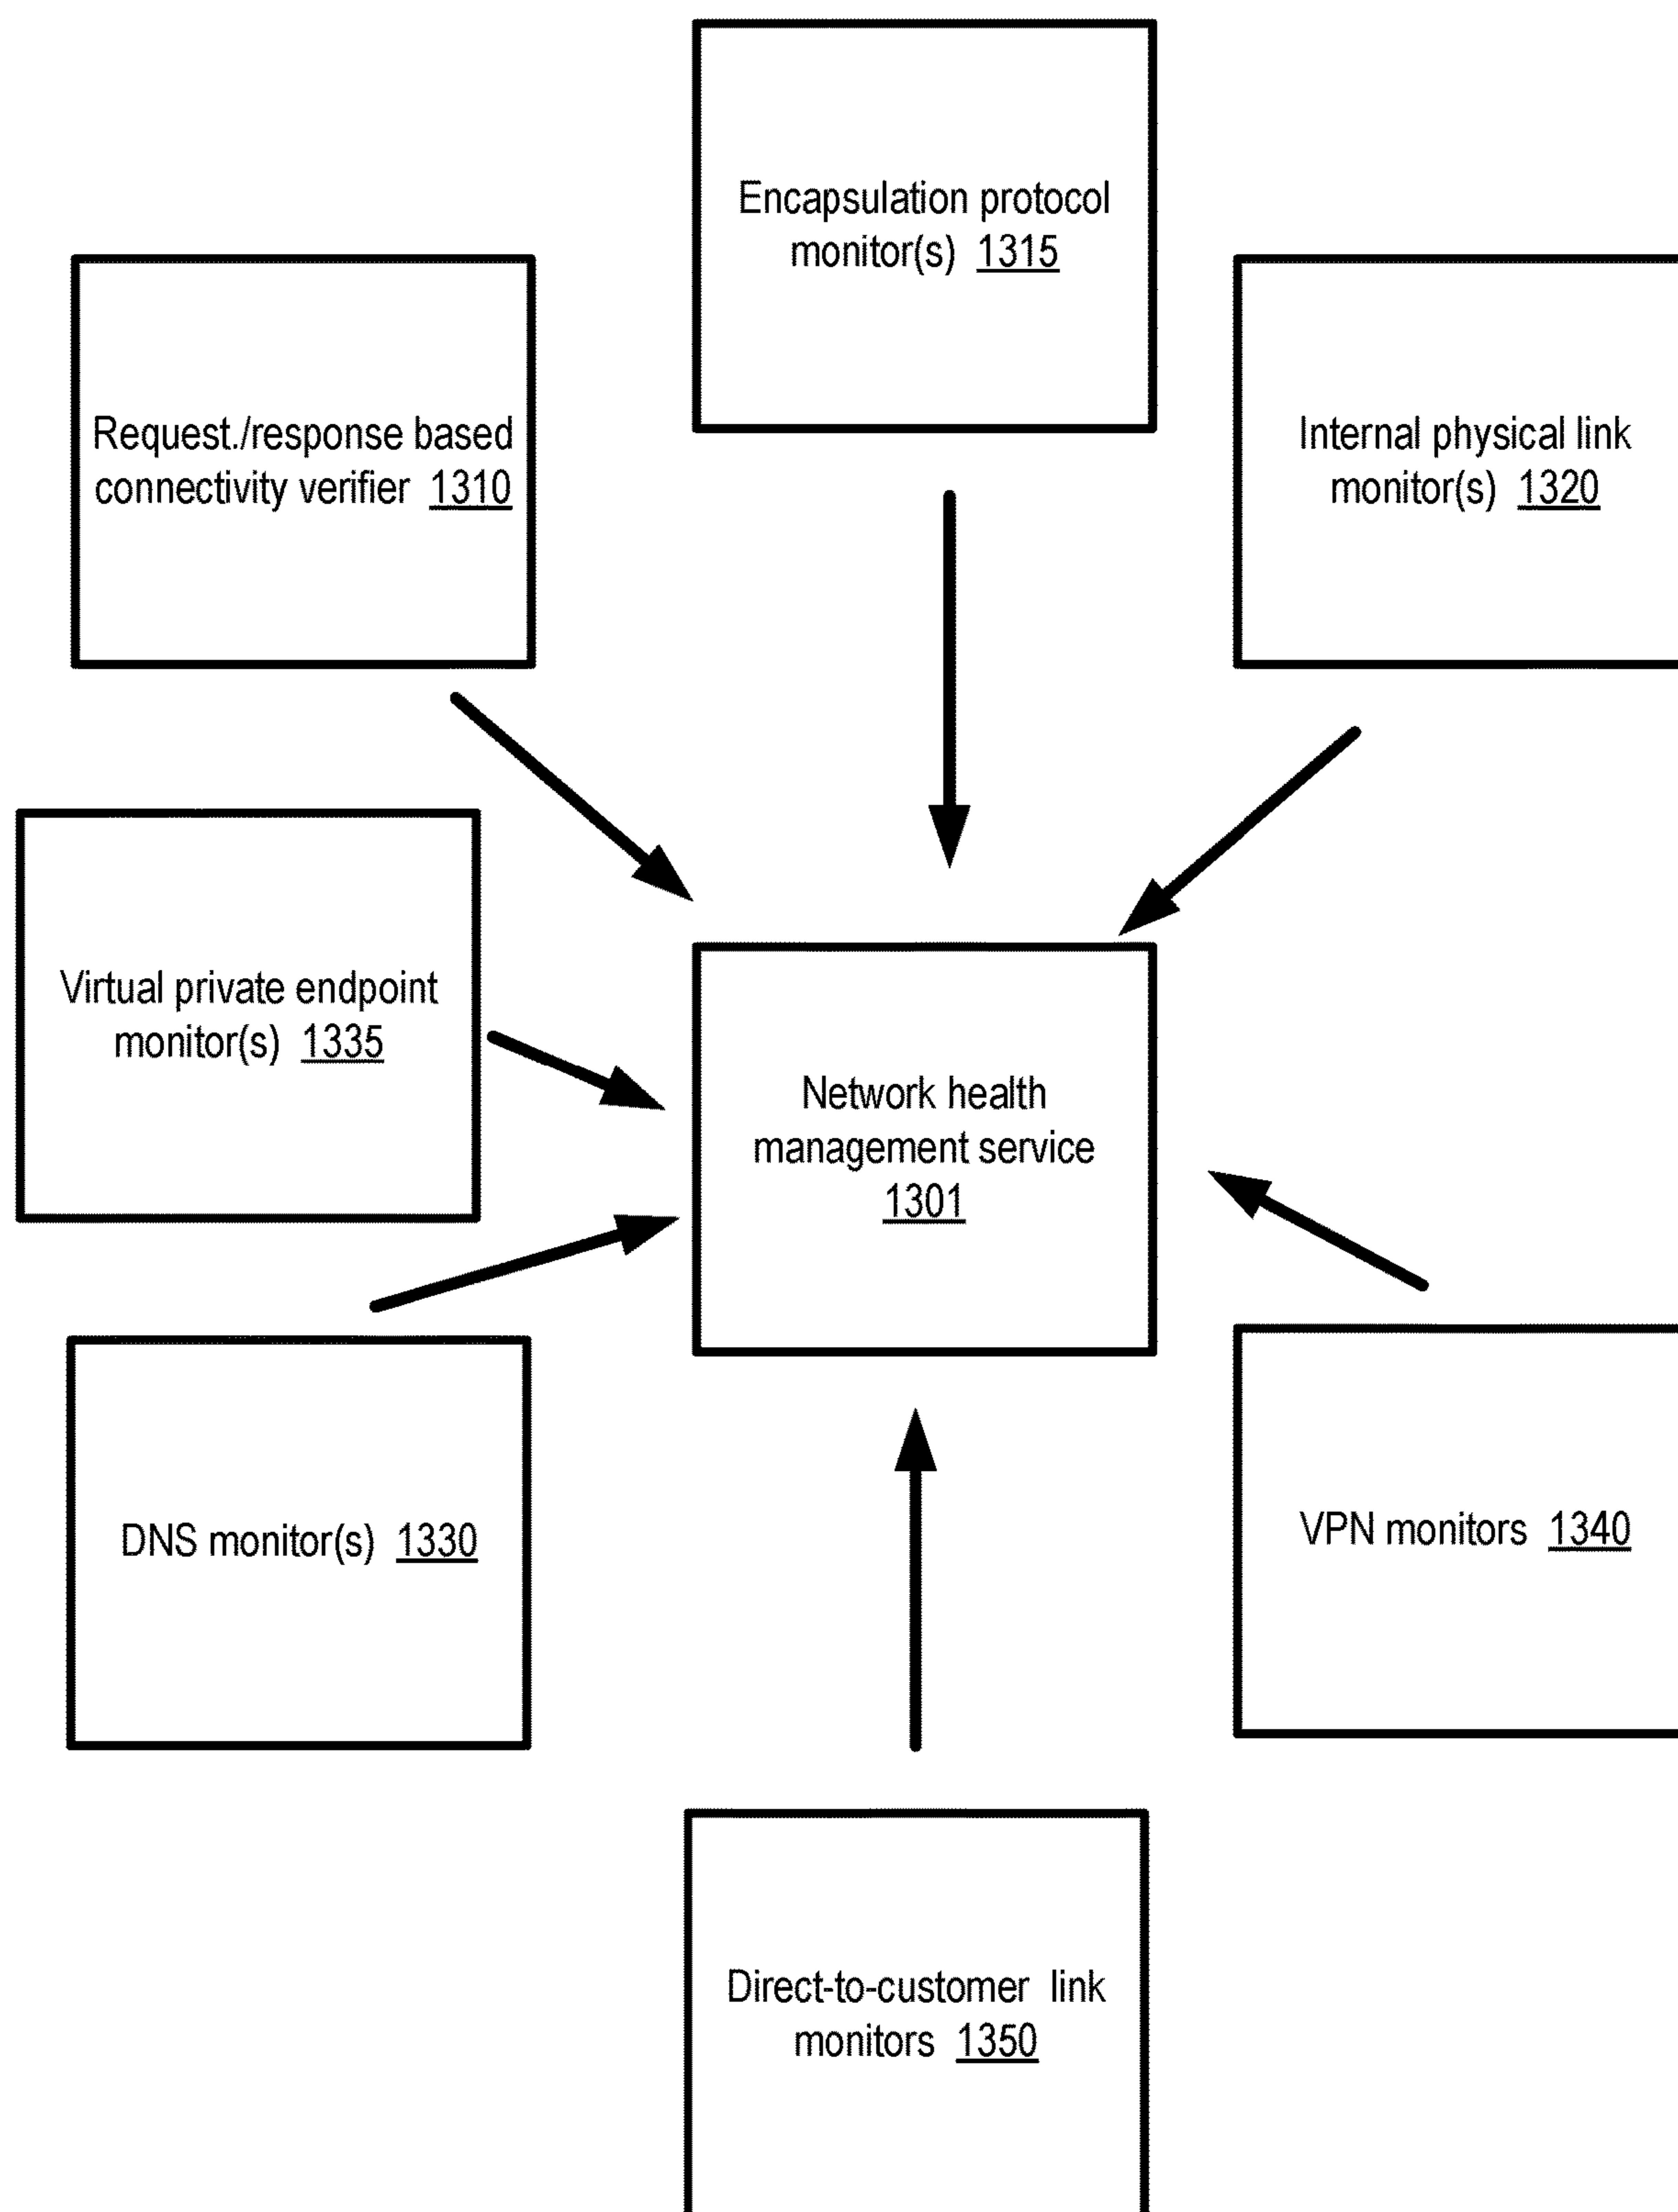 Encapsulation protocol
monitor(s) 1315
Request./response based
connectivity verifier 1310
Internal physical link
monitor(s) 1320
Virtual private endpoint
monitor(s) 1335
Network health
management service
1301
DNS monitor(s) 1330
VPN monitors 1340
Direct-to-customer link
monitors 1350